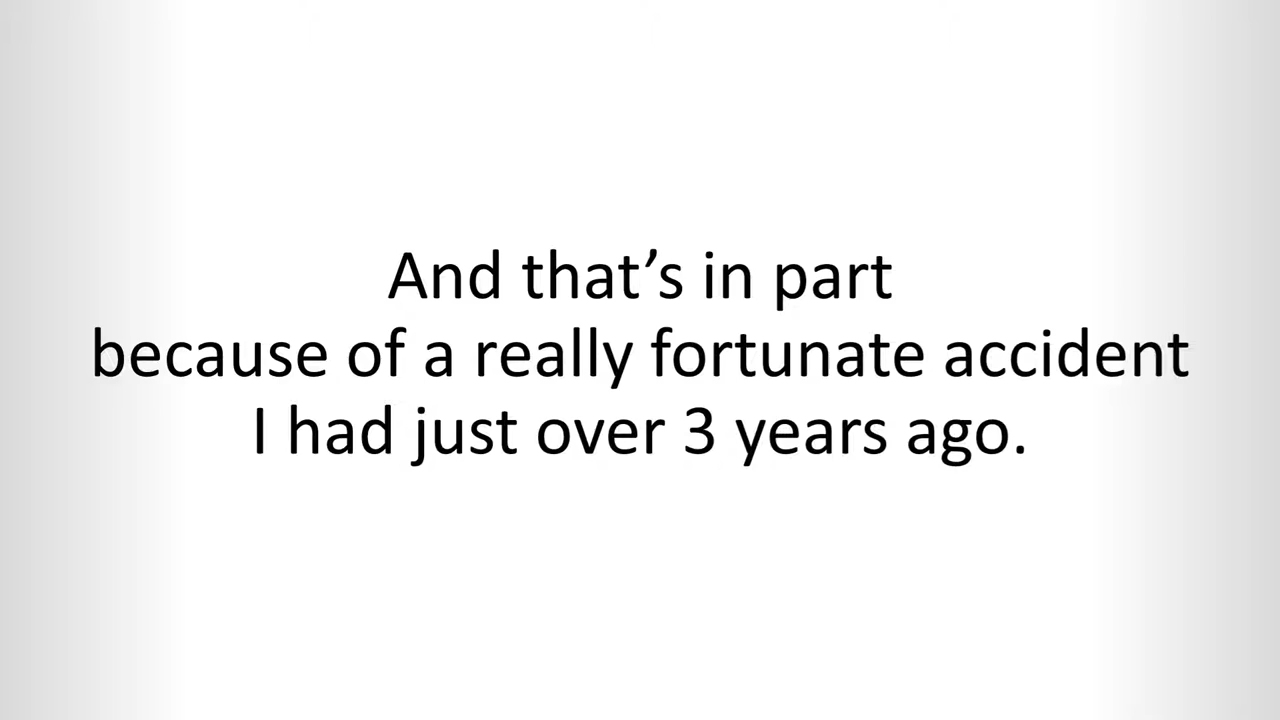 And that’s in part
because of a really fortunate accident
I had just over 3 years ago.